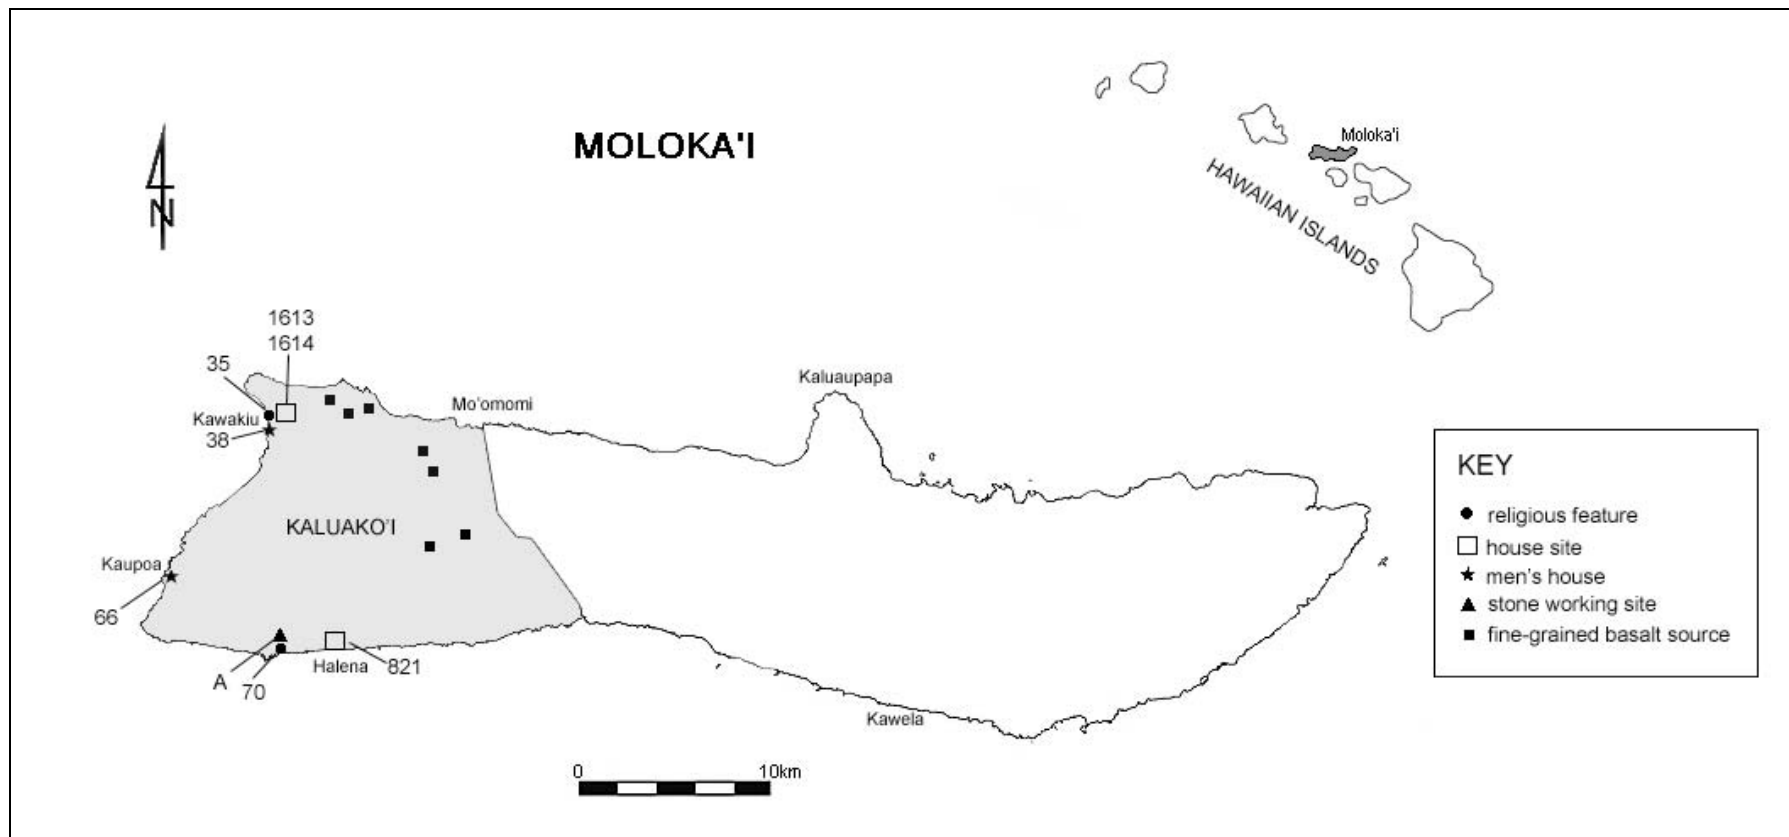 MOLOKA'I
N
Moloka'i
HAWAIIAN ISLANDS
1613
1614
35
Kawakiu
38
Mo'omomi
Kaluaupapa
KALUAKO'I
Kaupoa
66
A
70
Halena
821
Kawela
0 10km
KEY
religious feature
house site
men's house
stone working site
fine-grained basalt source